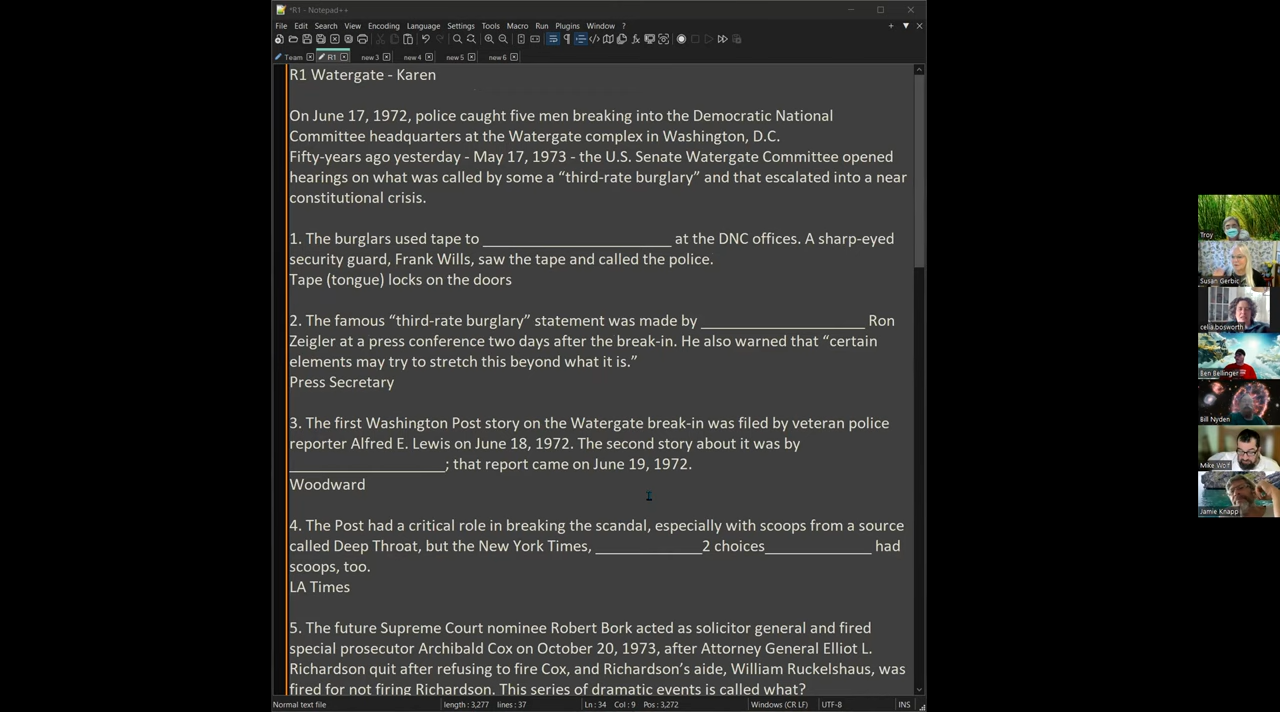 *R1 - Notepad++
File Edit Search View Encoding Language Settings Tools Macro Run Plugins Window ?
Team R1 new 3 new 4 new 5 new 6
R1 Watergate - Karen
On June 17, 1972, police caught five men breaking into the Democratic National
Committee headquarters at the Watergate complex in Washington, D.C.
Fifty-years ago yesterday - May 17, 1973 - the U.S. Senate Watergate Committee opened
hearings on what was called by some a “third-rate burglary” and that escalated into a near
constitutional crisis.
1. The burglars used tape to _______________________ at the DNC offices. A sharp-eyed
security guard, Frank Wills, saw the tape and called the police.
Tape (tongue) locks on the doors
2. The famous “third-rate burglary” statement was made by ____________________ Ron
Zeigler at a press conference two days after the break-in. He also warned that “certain
elements may try to stretch this beyond what it is.”
Press Secretary
3. The first Washington Post story on the Watergate break-in was filed by veteran police
reporter Alfred E. Lewis on June 18, 1972. The second story about it was by
___________________; that report came on June 19, 1972.
Woodward
4. The Post had a critical role in breaking the scandal, especially with scoops from a source
called Deep Throat, but the New York Times, _____________2 choices_____________ had
scoops, too.
LA Times
5. The future Supreme Court nominee Robert Bork acted as solicitor general and fired
special prosecutor Archibald Cox on October 20, 1973, after Attorney General Elliot L.
Richardson quit after refusing to fire Cox, and Richardson’s aide, William Ruckelshaus, was
fired for not firing Richardson. This series of dramatic events is called what?
Normal text file length : 3,277 lines : 37 Ln : 34 Col : 9 Pos : 3,272 Windows (CR LF) UTF-8 INS
Troy
Susan Gerbic
celia.bosworth
Ben Bellinger
Bill Nyden
Mike Wolf
Jamie Knapp